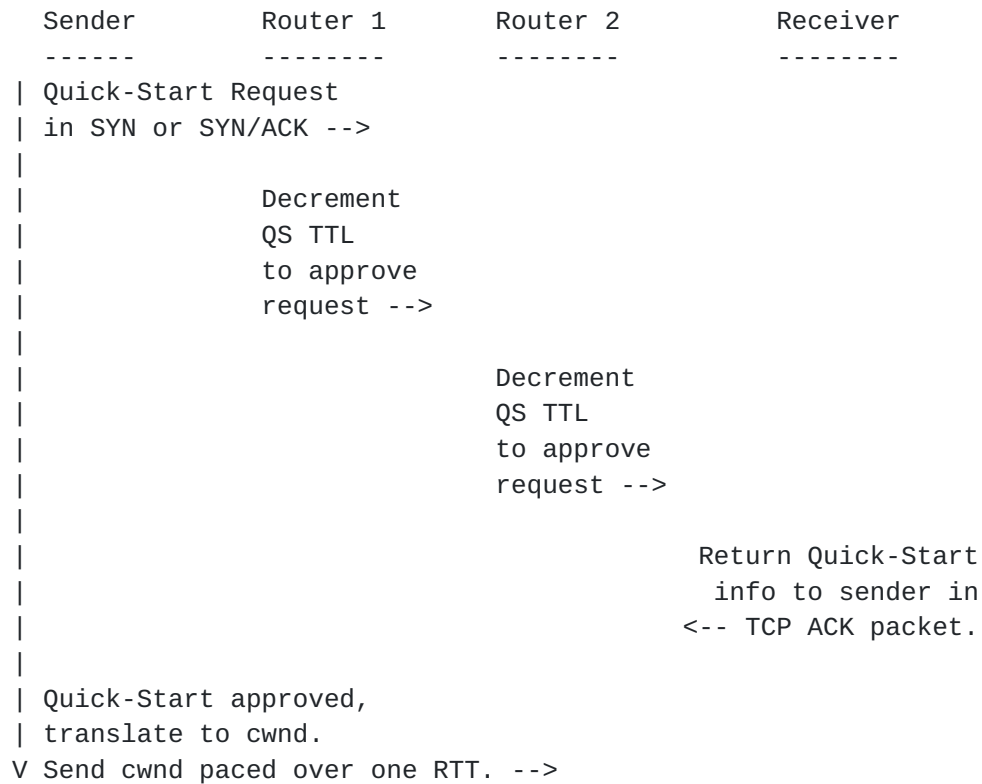 Sender        Router 1       Router 2          Receiver
  ------        --------       --------          --------
| Quick-Start Request
| in SYN or SYN/ACK -->
|
|               Decrement
|               QS TTL
|               to approve
|               request -->
|
|                              Decrement
|                              QS TTL
|                              to approve
|                              request -->
|
|                                           Return Quick-Start
|                                            info to sender in
|                                          <-- TCP ACK packet.
|
| Quick-Start approved,
| translate to cwnd.
V Send cwnd paced over one RTT. -->